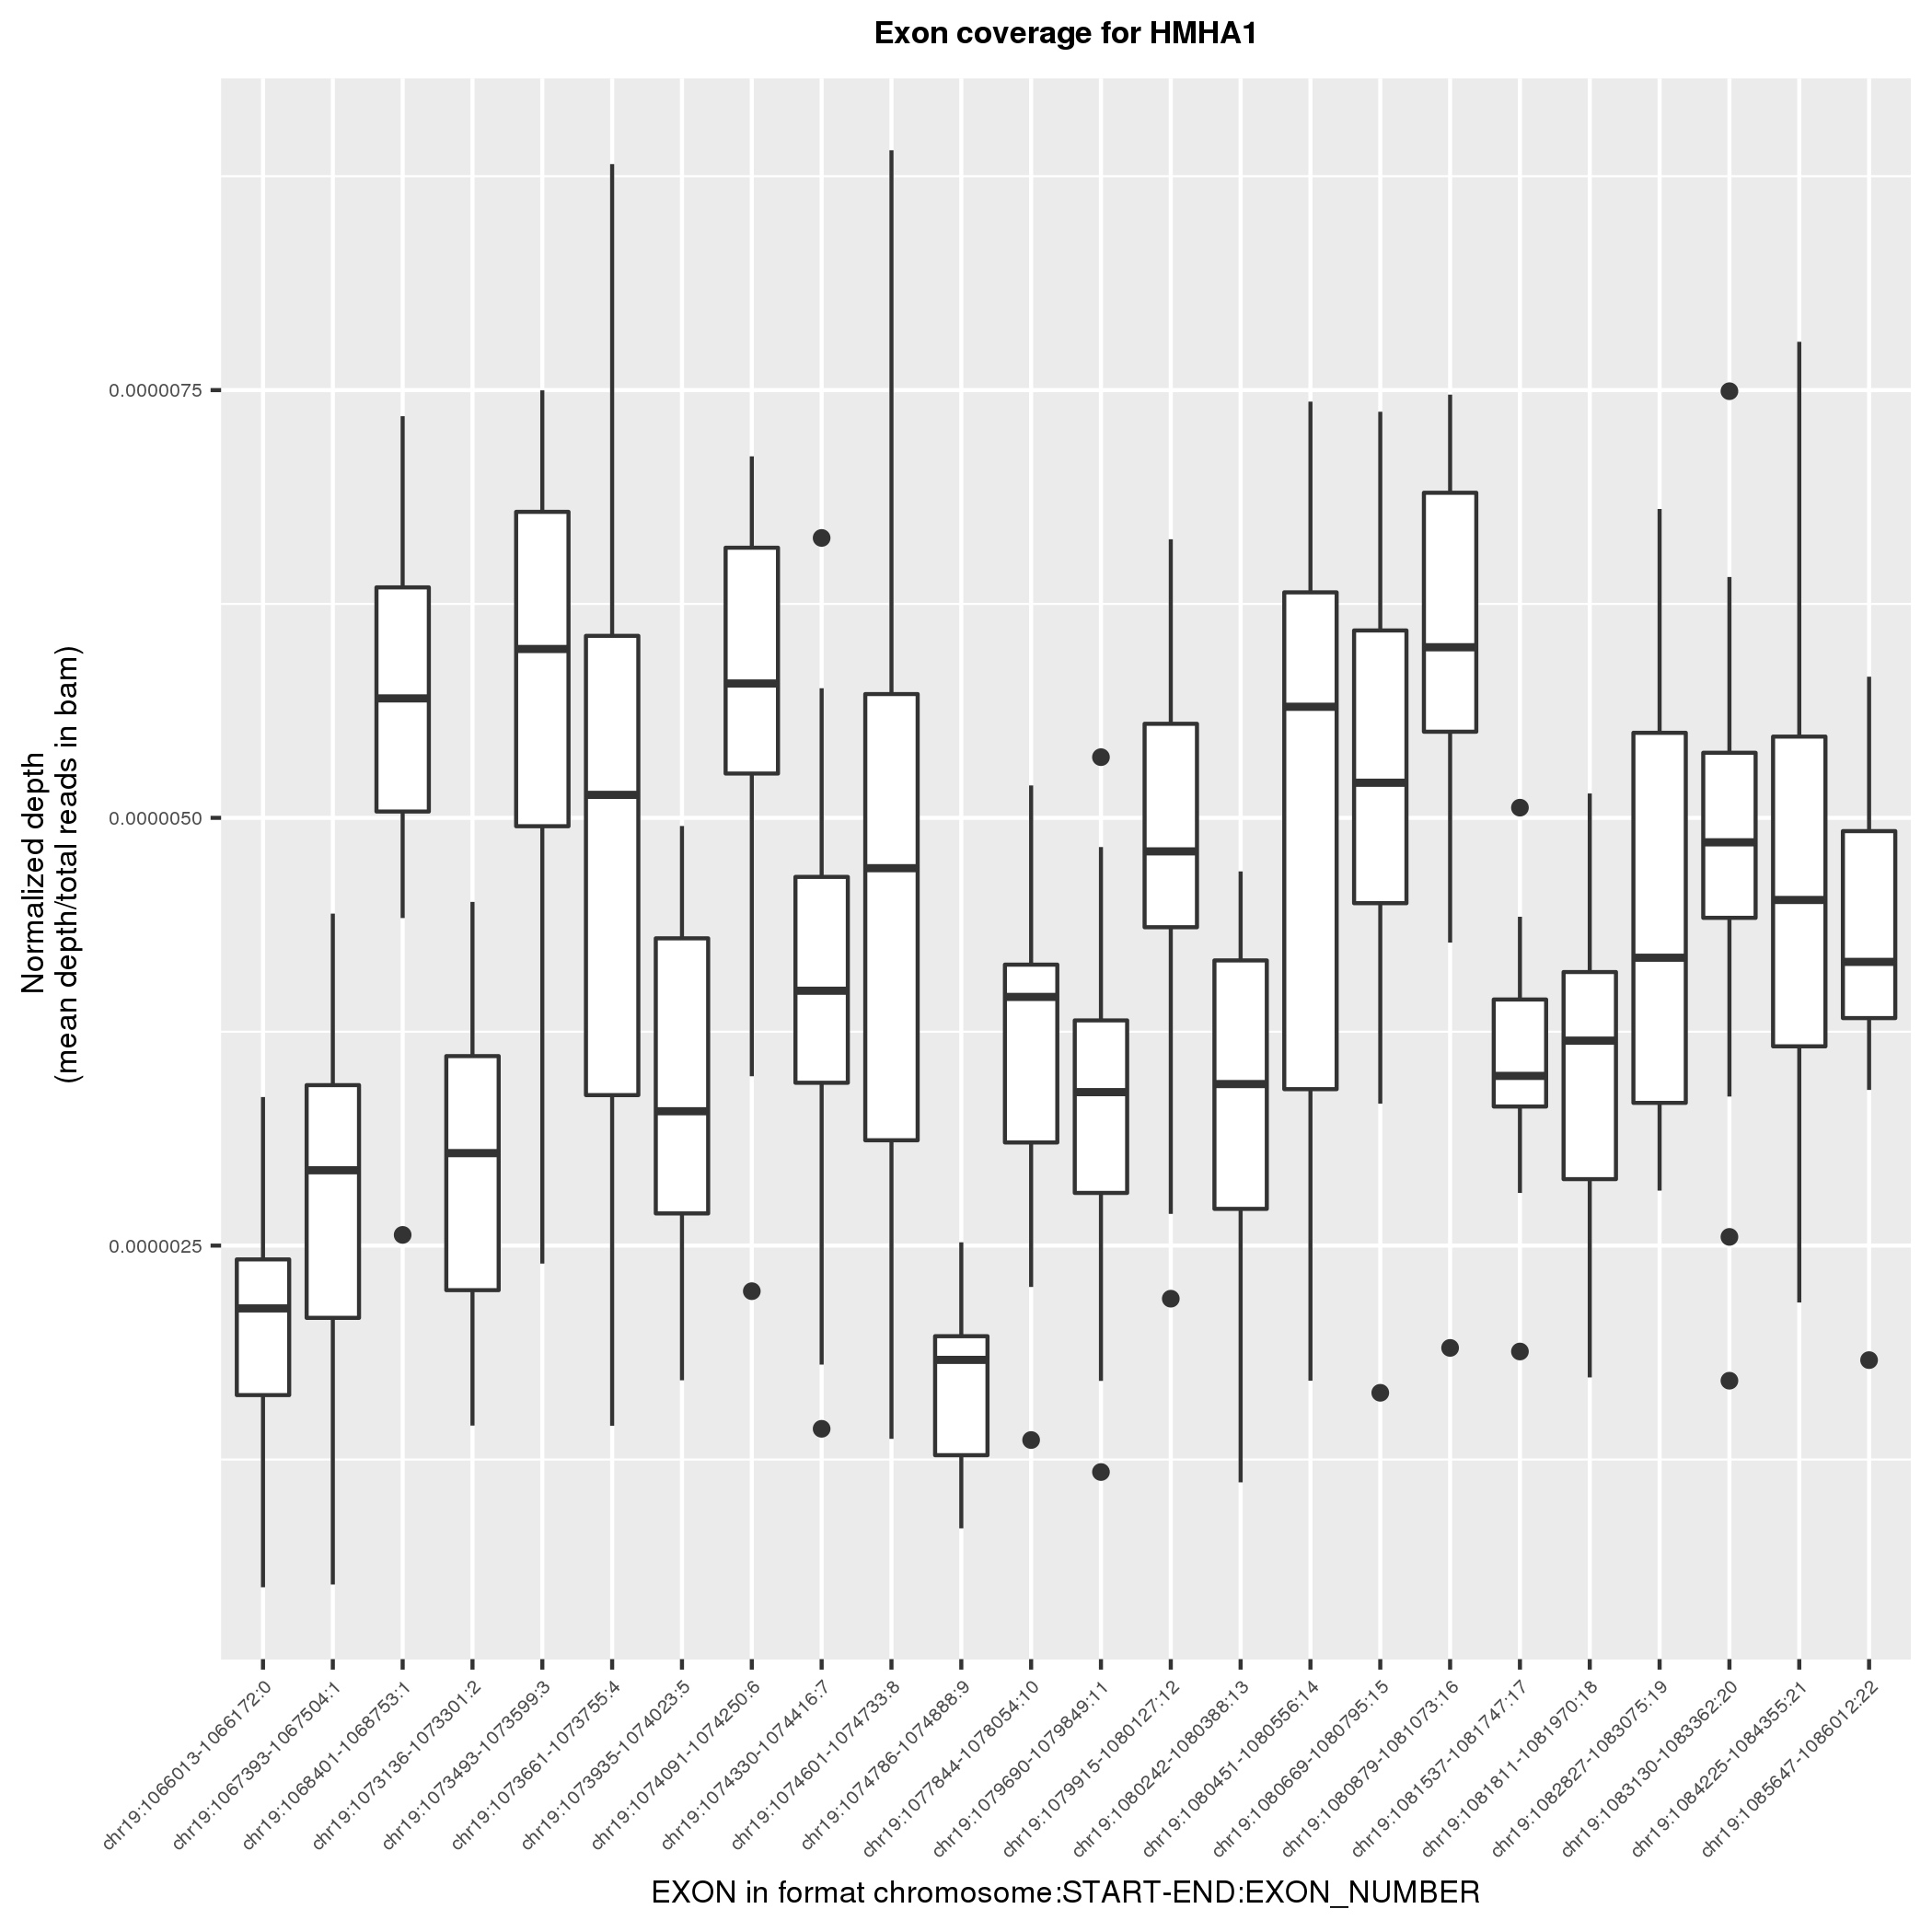 Exon coverage for HMHA1
Normalized depth
(mean depth/total reads in bam)
0.0000075
0.0000050
0.0000025
chr19:1066013-1066172:0
chr19:1067393-1067504:1
chr19:1068401-1068753:1
chr19:1073136-1073301:2
chr19:1073493-1073599:3
chr19:1073661-1073755:4
chr19:1073935-1074023:5
chr19:1074091-1074250:6
chr19:1074330-1074416:7
chr19:1074601-1074733:8
chr19:1074786-1074888:9
chr19:1077844-1078054:10
chr19:1079690-1079849:11
chr19:1079915-1080127:12
chr19:1080242-1080388:13
chr19:1080451-1080556:14
chr19:1080669-1080795:15
chr19:1080879-1081073:16
chr19:1081537-1081747:17
chr19:1081811-1081970:18
chr19:1082827-1083075:19
chr19:1083130-1083362:20
chr19:1084225-1084355:21
chr19:1085647-1086012:22
EXON in format chromosome:START-END:EXON_NUMBER